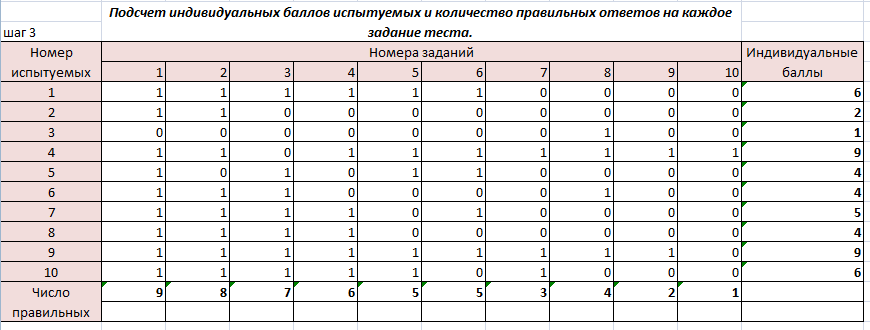 Подсчет индивидуальных баллов испытуемых и количество правильных ответов на каждое
шаг 3 задание теста.
Номер Номера заданий Индивидуальные
испытуемых 1 2 3 4 5 6 7 8 9 10 баллы
1 1 1 1 1 1 1 0 0 0 0 6
2 1 1 0 0 0 0 0 0 0 0 2
3 0 0 0 0 0 0 0 1 0 0 1
4 1 1 0 1 1 1 1 1 1 1 9
5 1 0 1 0 1 1 0 0 0 0 4
6 1 1 1 0 0 0 0 1 0 0 4
7 1 1 1 1 0 1 0 0 0 0 5
8 1 1 1 1 0 0 0 0 0 0 4
9 1 1 1 1 1 1 1 1 1 0 9
10 1 1 1 1 1 0 1 0 0 0 6
Число 9 8 7 6 5 5 3 4 2 1
правильных